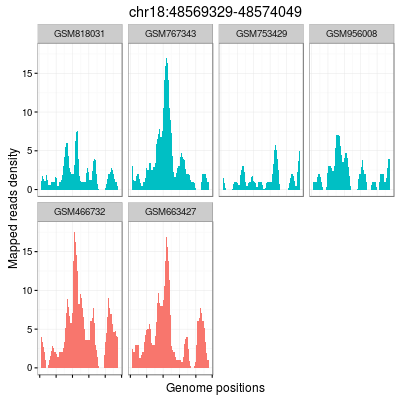 chr18:48569329-48574049
GSM818031 GSM767343 GSM753429 GSM956008
15
10
5
0
Mapped reads density
GSM466732 GSM663427
15
10
5
0
Genome positions